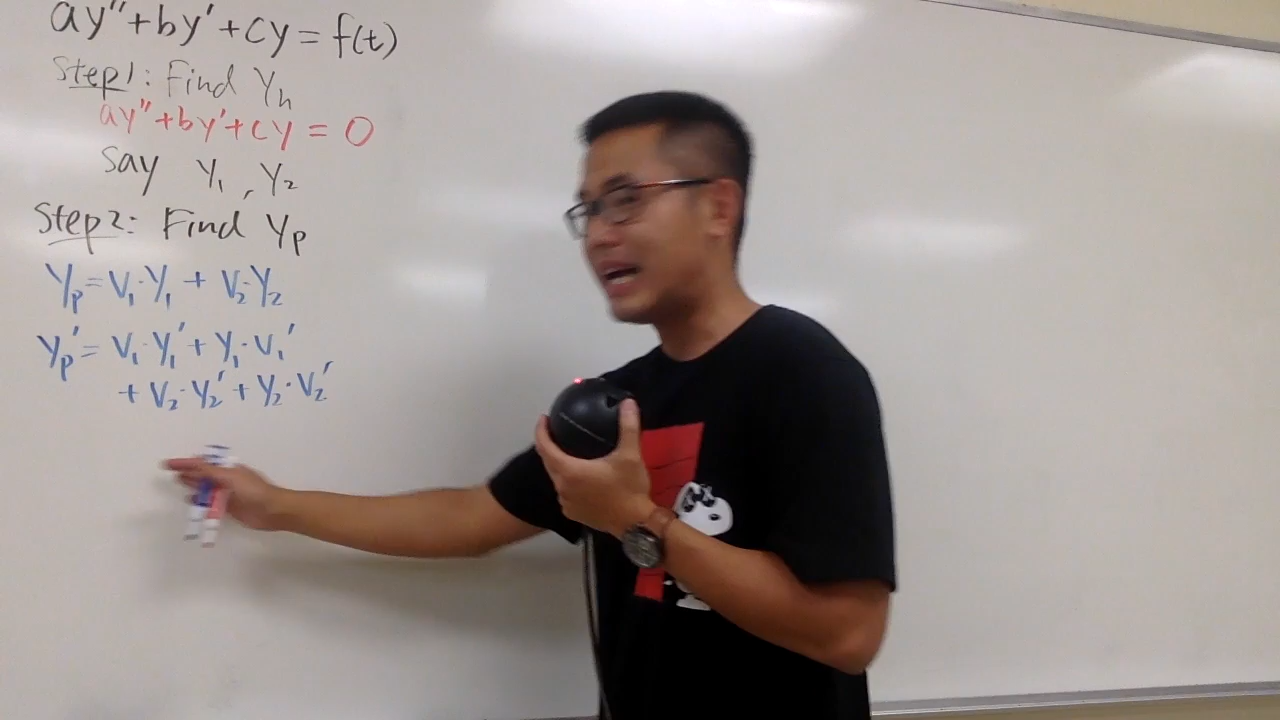 ay'' + by' + cy = f(t)
Step1: Find Yh
ay'' + by' + cy = 0
Say Y₁, Y₂
Step2: Find Yp
Yp = V₁·Y₁ + V₂·Y₂
Yp' = V₁·Y₁' + Y₁·V₁'
+ V₂·Y₂' + Y₂·V₂'